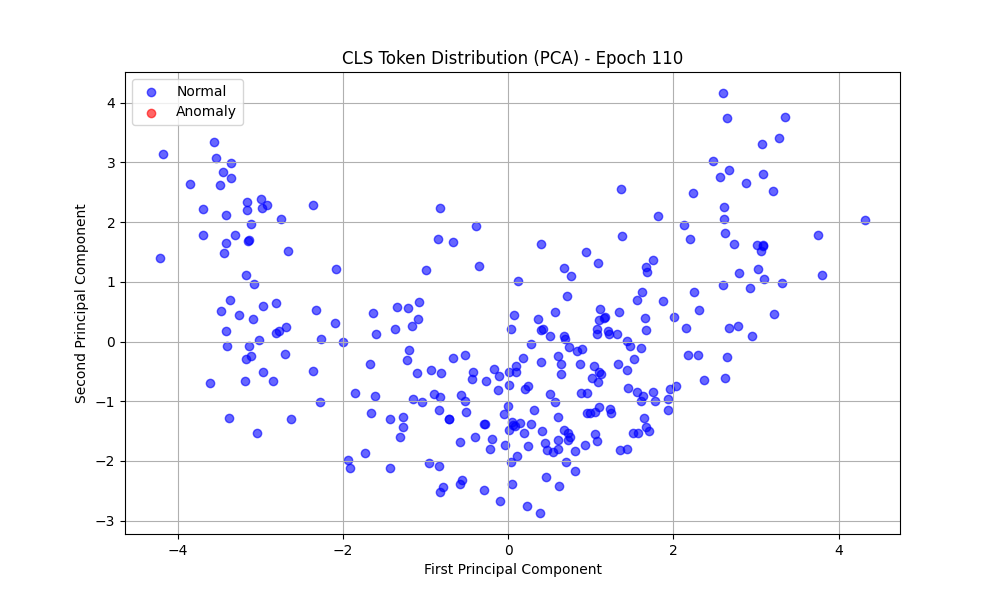 CLS Token Distribution (PCA) - Epoch 110
Normal
Anomaly
4
3
2
1
0
−1
−2
−3
Second Principal Component
−4 −2 0 2 4
First Principal Component